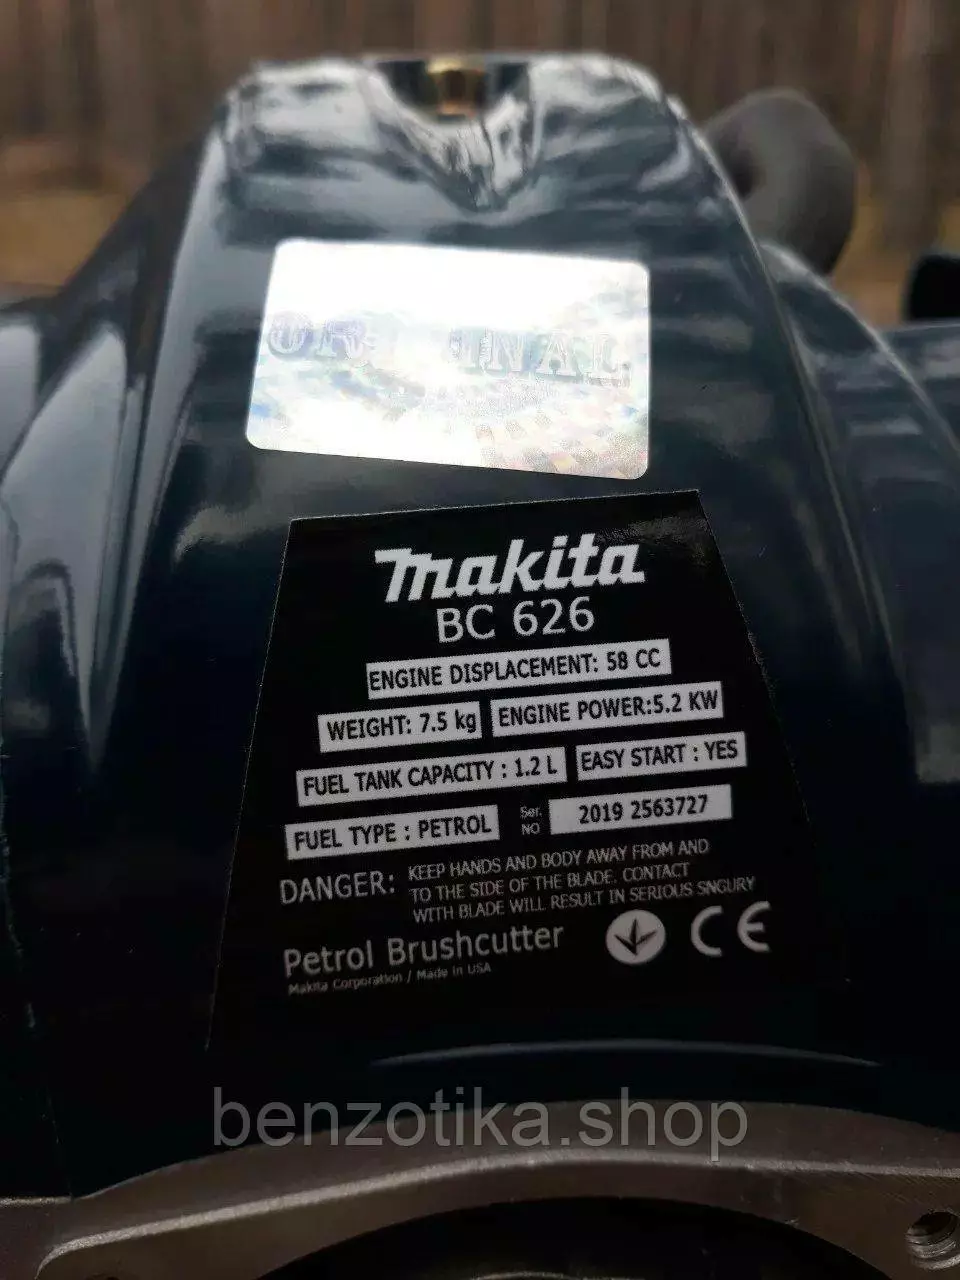 ORIGINAL
makita
BC 626
ENGINE DISPLACEMENT: 58 CC
WEIGHT: 7.5 kg ENGINE POWER:5.2 KW
FUEL TANK CAPACITY : 1.2 L EASY START : YES
FUEL TYPE : PETROL Ser. NO 2019 2563727
DANGER: KEEP HANDS AND BODY AWAY FROM AND
TO THE SIDE OF THE BLADE. CONTACT
WITH BLADE WILL RESULT IN SERIOUS SNGURY
Petrol Brushcutter CE
Makita Corporation / Made in USA
benzotika.shop